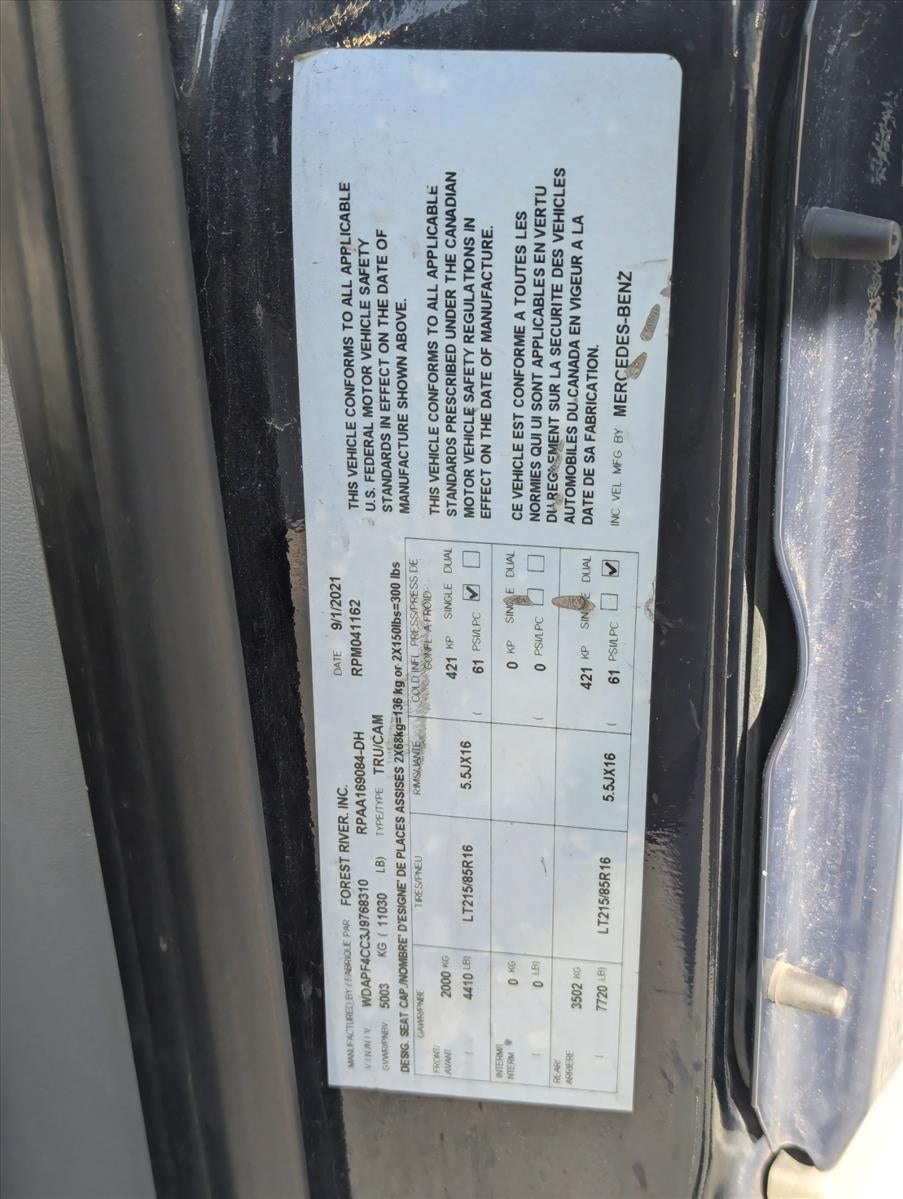 MANUFACTURED BY / FABRIQUE PAR FOREST RIVER. INC. DATE 9/1/2021
V.I.N/N.I.V. WDAPF4CC3J9768310 RPAA169084-DH RPM041162
GVWR/PNBV 5003 KG ( 11030 LB) TYPE/TYPE TRU/CAM
DESIG. SEAT CAP./NOMBRE' D'ESIGNE' DE PLACES ASSISES 2X68kg=136 kg or 2X150lbs=300 lbs
GAWR/PNBE TIRES/PNEU RIMS/JANTE COLD INFL. PRESS/PRESS DE
GONFL. A FROID
FRONT/ 2000 KG 421 KP SINGLE DUAL
AVANT ( 4410 LB) LT215/85R16 5.5JX16 ( 61 PSI/LPC ✔ ☐
INTERM/ 0 KG 0 KP SINGLE DUAL
NTERM ( 0 LB) ( 0 PSI/LPC ☐ ☐
REAR/ 3502 KG 421 KP SINGLE DUAL
ARRIERE ( 7720 LB) LT215/85R16 5.5JX16 ( 61 PSI/LPC ☐ ✔
THIS VEHICLE CONFORMS TO ALL APPLICABLE
U.S. FEDERAL MOTOR VEHICLE SAFETY
STANDARDS IN EFFECT ON THE DATE OF
MANUFACTURE SHOWN ABOVE.
THIS VEHICLE CONFORMS TO ALL APPLICABLE
STANDARDS PRESCRIBED UNDER THE CANADIAN
MOTOR VEHICLE SAFETY REGULATIONS IN
EFFECT ON THE DATE OF MANUFACTURE.
CE VEHICLE EST CONFORME A TOUTES LES
NORMIES QUI UI SONT APPLICABLES EN VERTU
DU REGLEMENT SUR LA SECURITE DES VEHICLES
AUTOMOBILES DU CANADA EN VIGEUR A LA
DATE DE SA FABRICATION.
INC. VEL MFG BY MERCEDES-BENZ